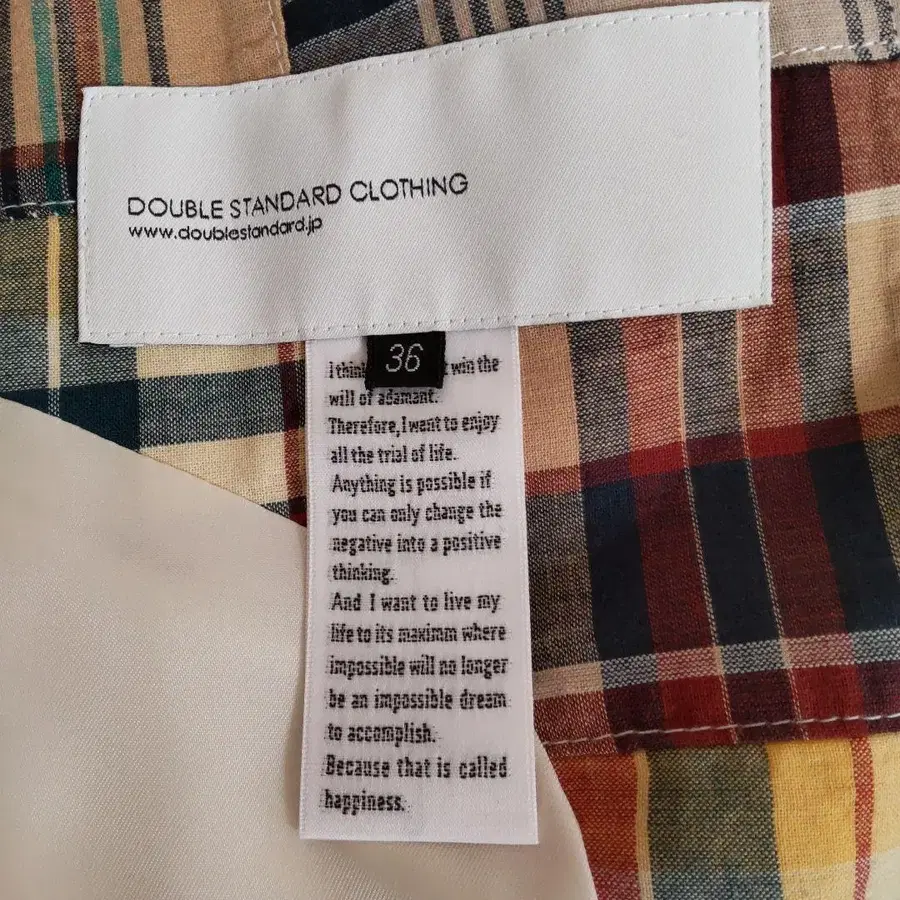 DOUBLE STANDARD CLOTHING
www.doublestandard.jp
36
I think win the
will of adamant.
Therefore, I want to enjoy
all the trial of life.
Anything is possible if
you can only change the
negative into a positive
thinking.
And I want to live my
life to its maximm where
impossible will no longer
be an impossible dream
to accomplish.
Because that is called
happiness.